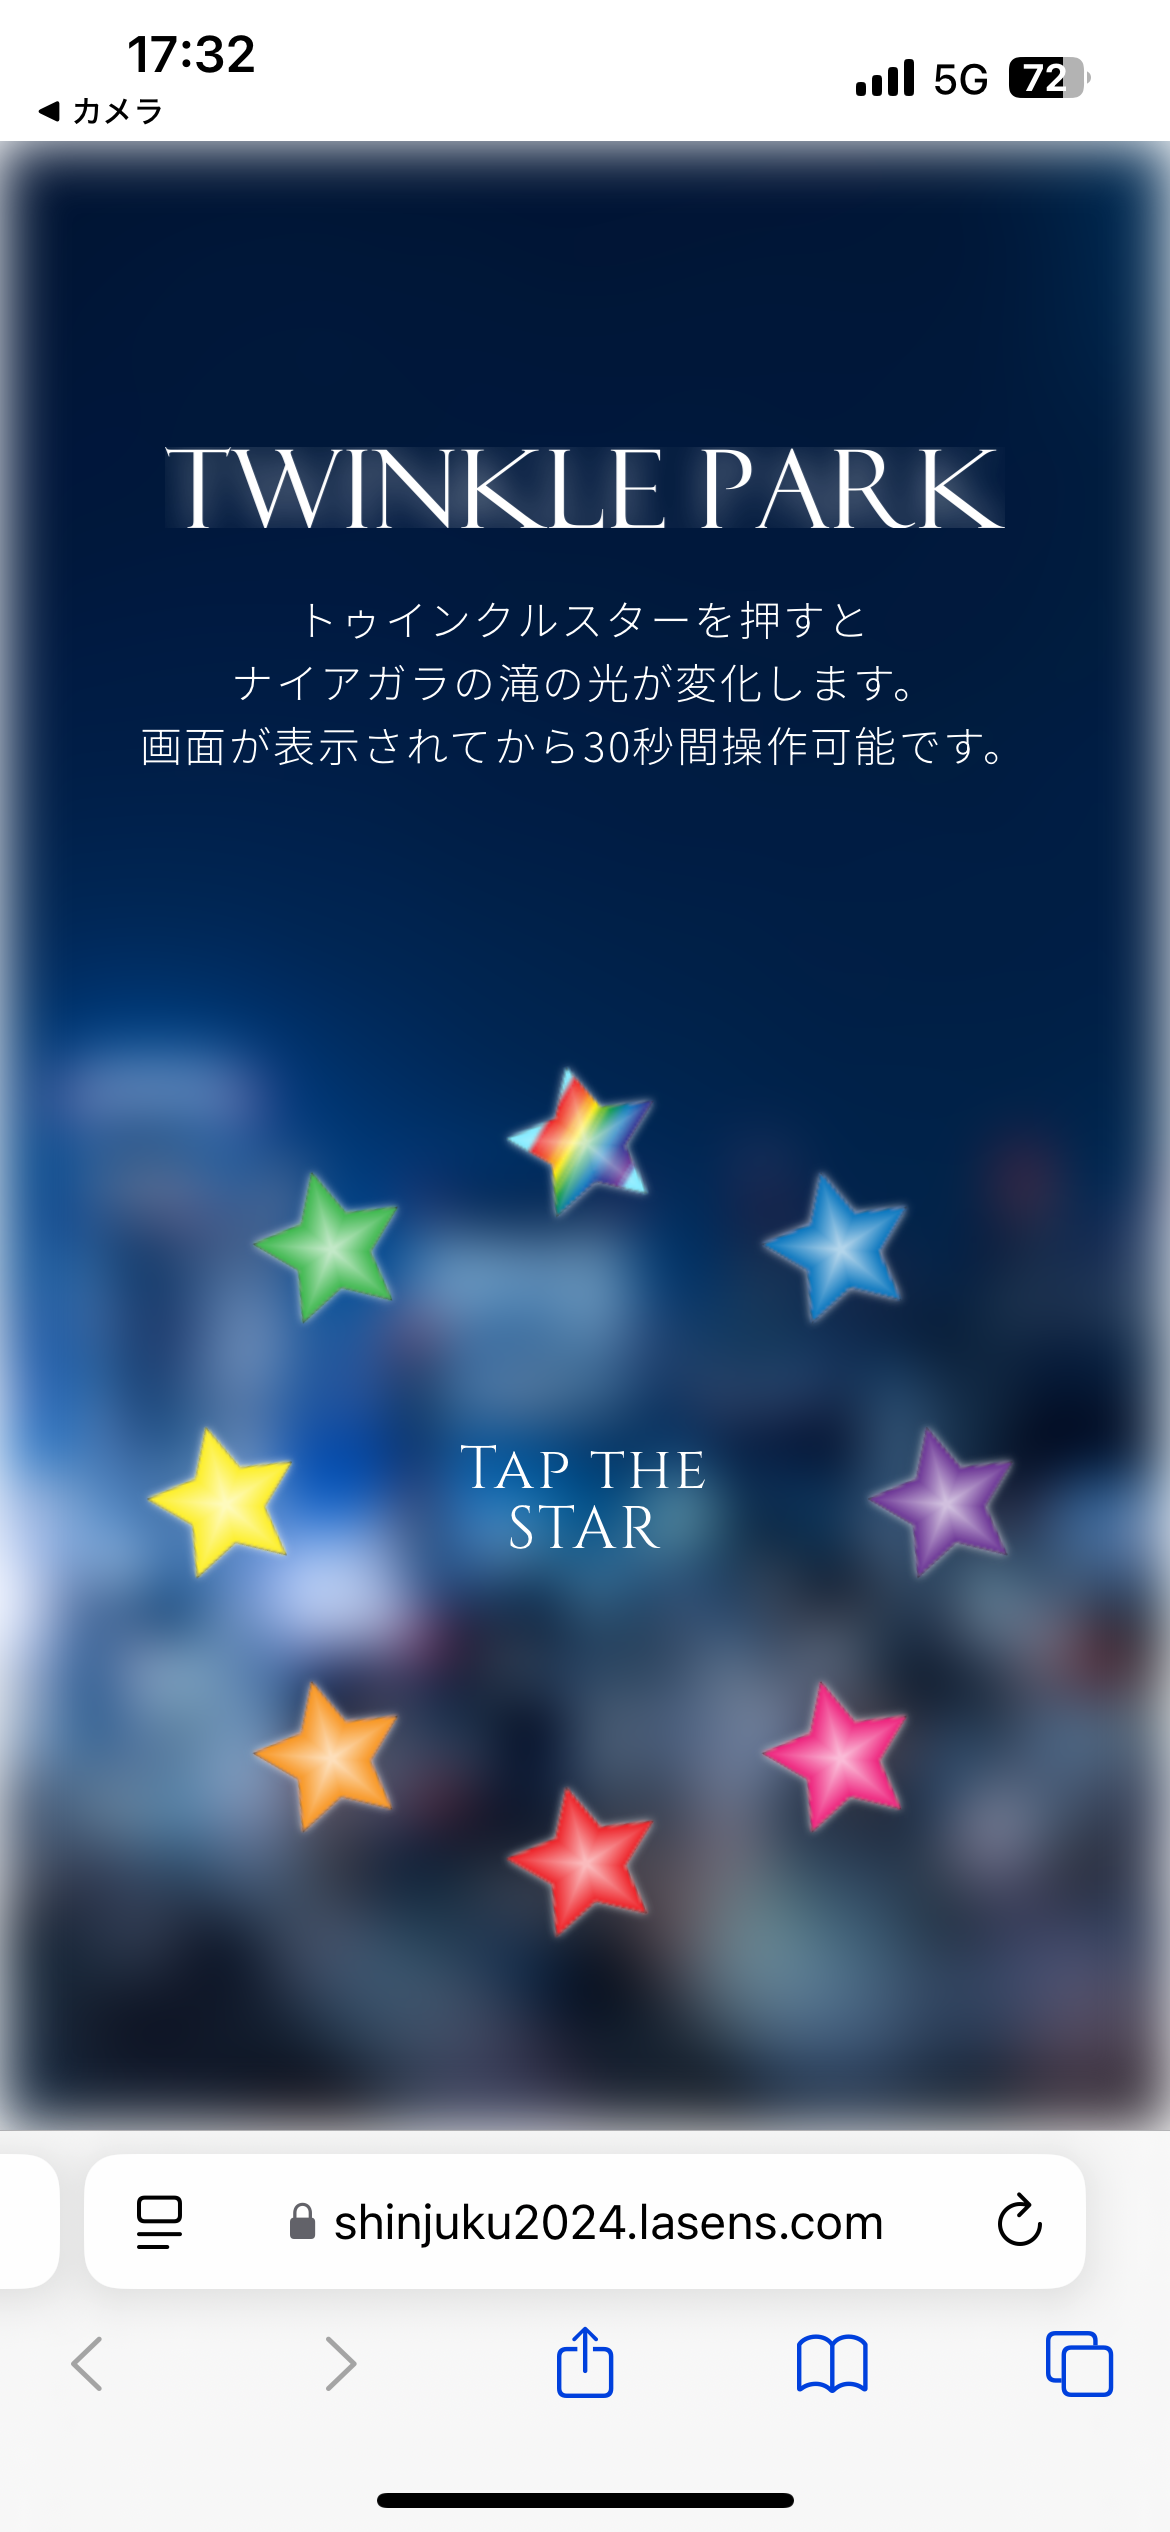 17:32
5G
72
◀ カメラ
TWINKLE PARK
トゥインクルスターを押すと
ナイアガラの滝の光が変化します。
画面が表示されてから30秒間操作可能です。
TAP THE
STAR
shinjuku2024.lasens.com